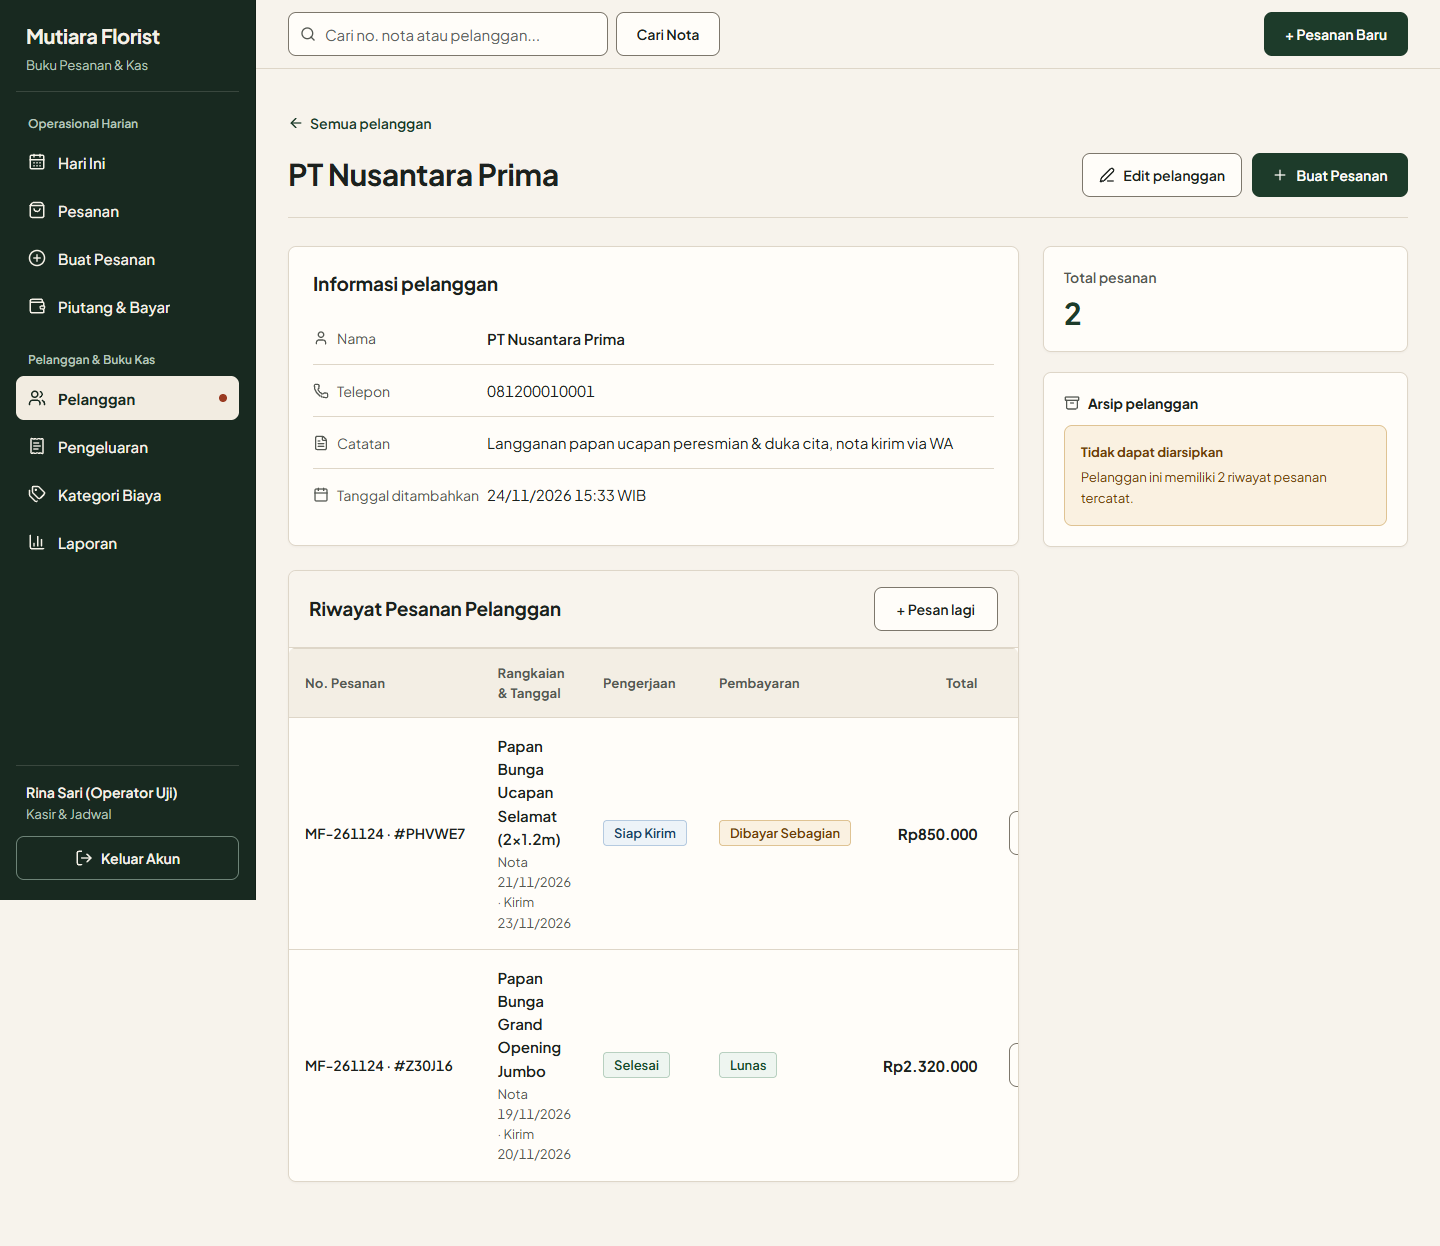 Mutiara Florist
Buku Pesanan & Kas
Operasional Harian
Hari Ini
Pesanan
Buat Pesanan
Piutang & Bayar
Pelanggan & Buku Kas
Pelanggan
Pengeluaran
Kategori Biaya
Laporan
Rina Sari (Operator Uji)
Kasir & Jadwal
Keluar Akun
Cari no. nota atau pelanggan...
Cari Nota
+ Pesanan Baru
Semua pelanggan
PT Nusantara Prima
Edit pelanggan
Buat Pesanan
Informasi pelanggan
Nama PT Nusantara Prima
Telepon 081200010001
Catatan Langganan papan ucapan peresmian & duka cita, nota kirim via WA
Tanggal ditambahkan 24/11/2026 15:33 WIB
Total pesanan
2
Arsip pelanggan
Tidak dapat diarsipkan
Pelanggan ini memiliki 2 riwayat pesanan
tercatat.
Riwayat Pesanan Pelanggan
+ Pesan lagi
No. Pesanan
Rangkaian
& Tanggal
Pengerjaan
Pembayaran
Total
MF-261124 · #PHVWE7
Papan
Bunga
Ucapan
Selamat
(2×1.2m)
Nota
21/11/2026
· Kirim
23/11/2026
Siap Kirim
Dibayar Sebagian
Rp850.000
MF-261124 · #Z30J16
Papan
Bunga
Grand
Opening
Jumbo
Nota
19/11/2026
· Kirim
20/11/2026
Selesai
Lunas
Rp2.320.000